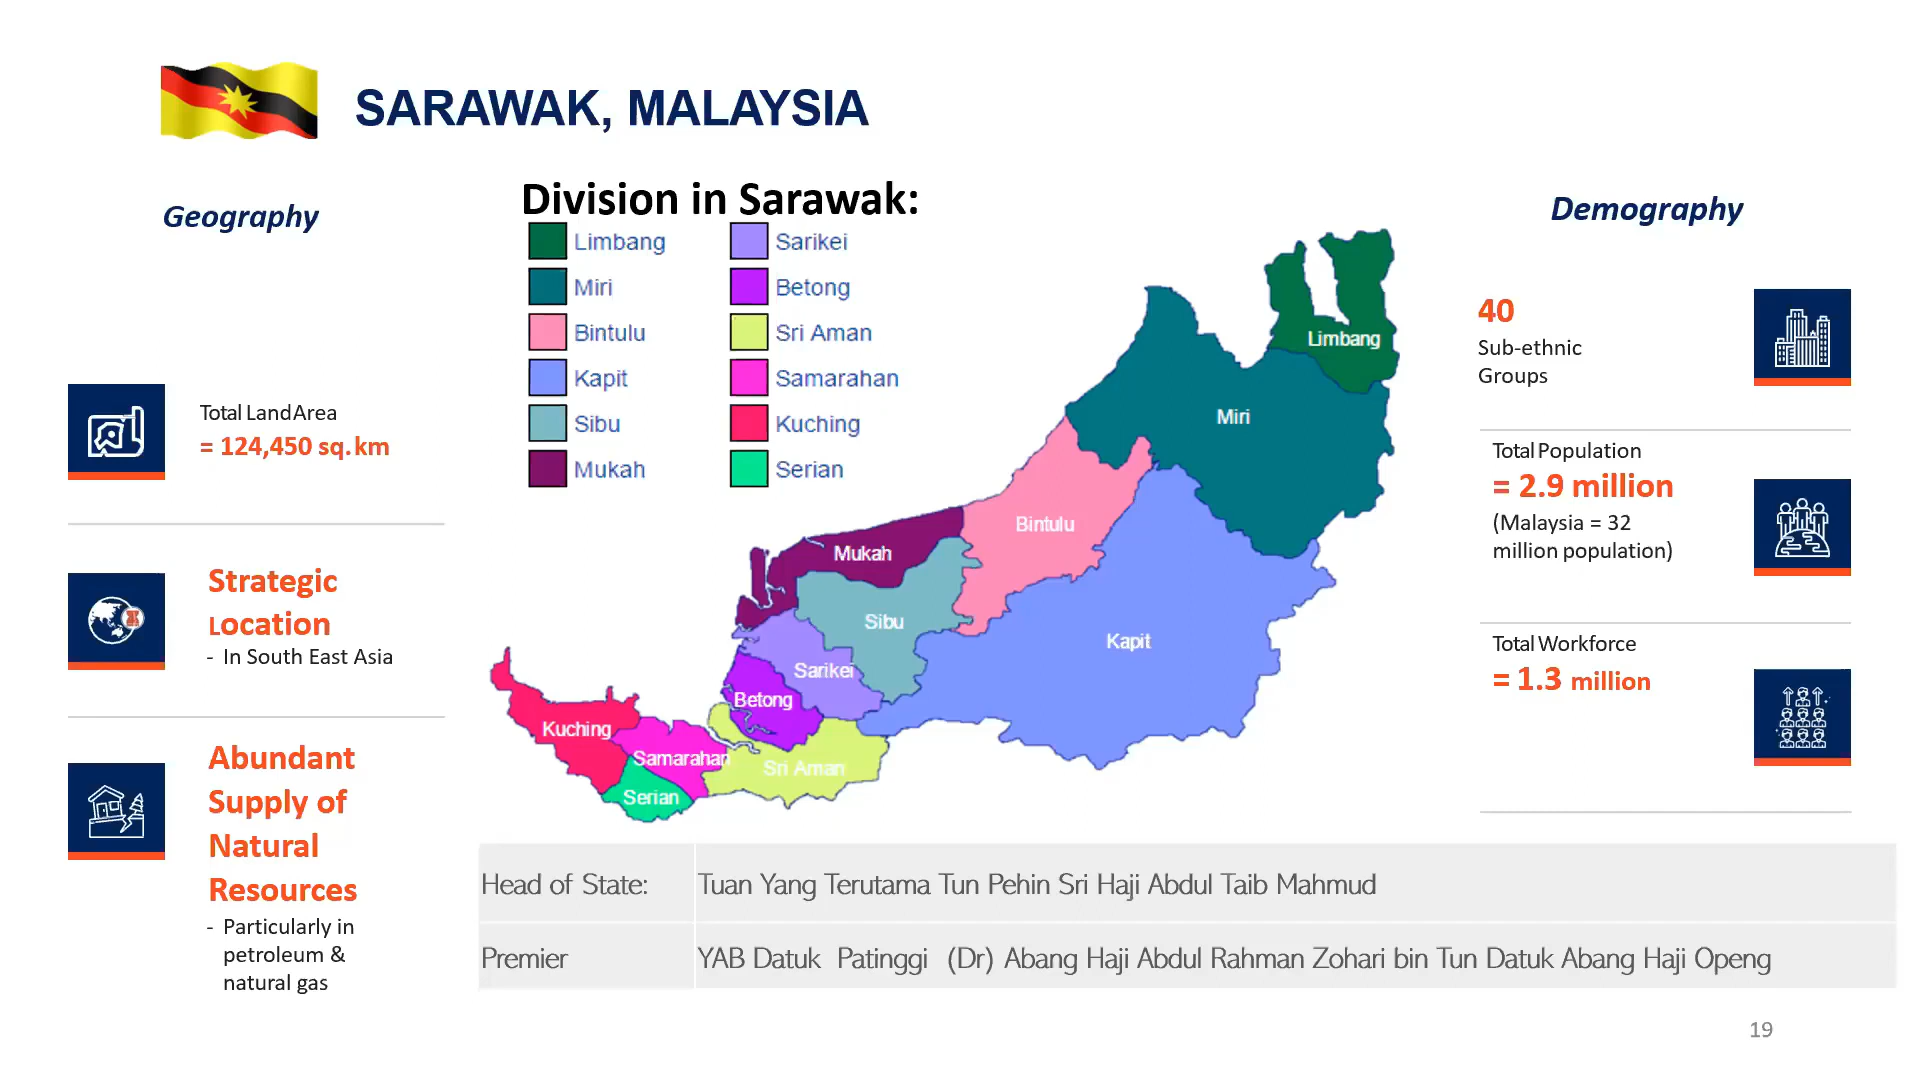 SARAWAK, MALAYSIA
Geography
Total Land Area
= 124,450 sq.km
Strategic
Location
- In South East Asia
Abundant
Supply of
Natural
Resources
- Particularly in
petroleum &
natural gas
Division in Sarawak:
Limbang
Miri
Bintulu
Kapit
Sibu
Mukah
Sarikei
Betong
Sri Aman
Samarahan
Kuching
Serian
Limbang
Miri
Bintulu
Mukah
Sibu
Kapit
Sarikei
Betong
Kuching
Samarahan
Sri Aman
Serian
Demography
40
Sub-ethnic
Groups
Total Population
= 2.9 million
(Malaysia = 32
million population)
Total Workforce
= 1.3 million
Head of State: Tuan Yang Terutama Tun Pehin Sri Haji Abdul Taib Mahmud
Premier YAB Datuk Patinggi (Dr) Abang Haji Abdul Rahman Zohari bin Tun Datuk Abang Haji Openg
19